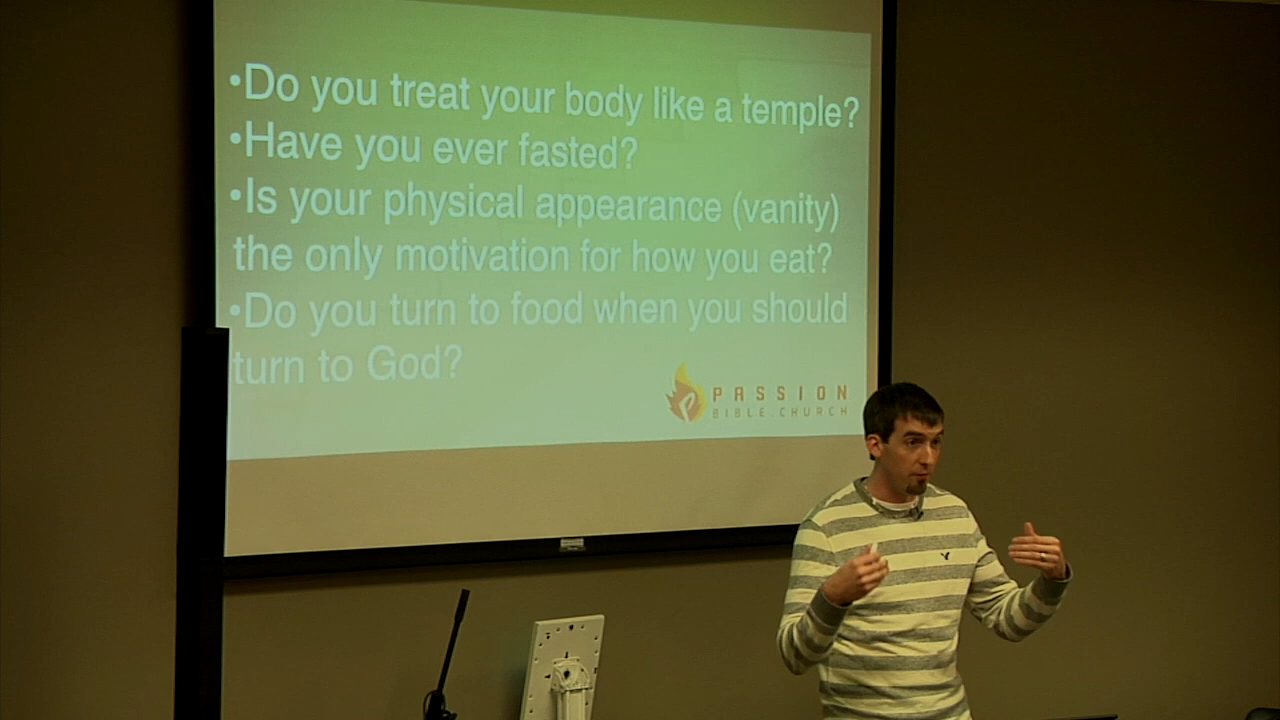 •Do you treat your body like a temple?
•Have you ever fasted?
•Is your physical appearance (vanity)
the only motivation for how you eat?
•Do you turn to food when you should
turn to God?
PASSION
BIBLE.CHURCH